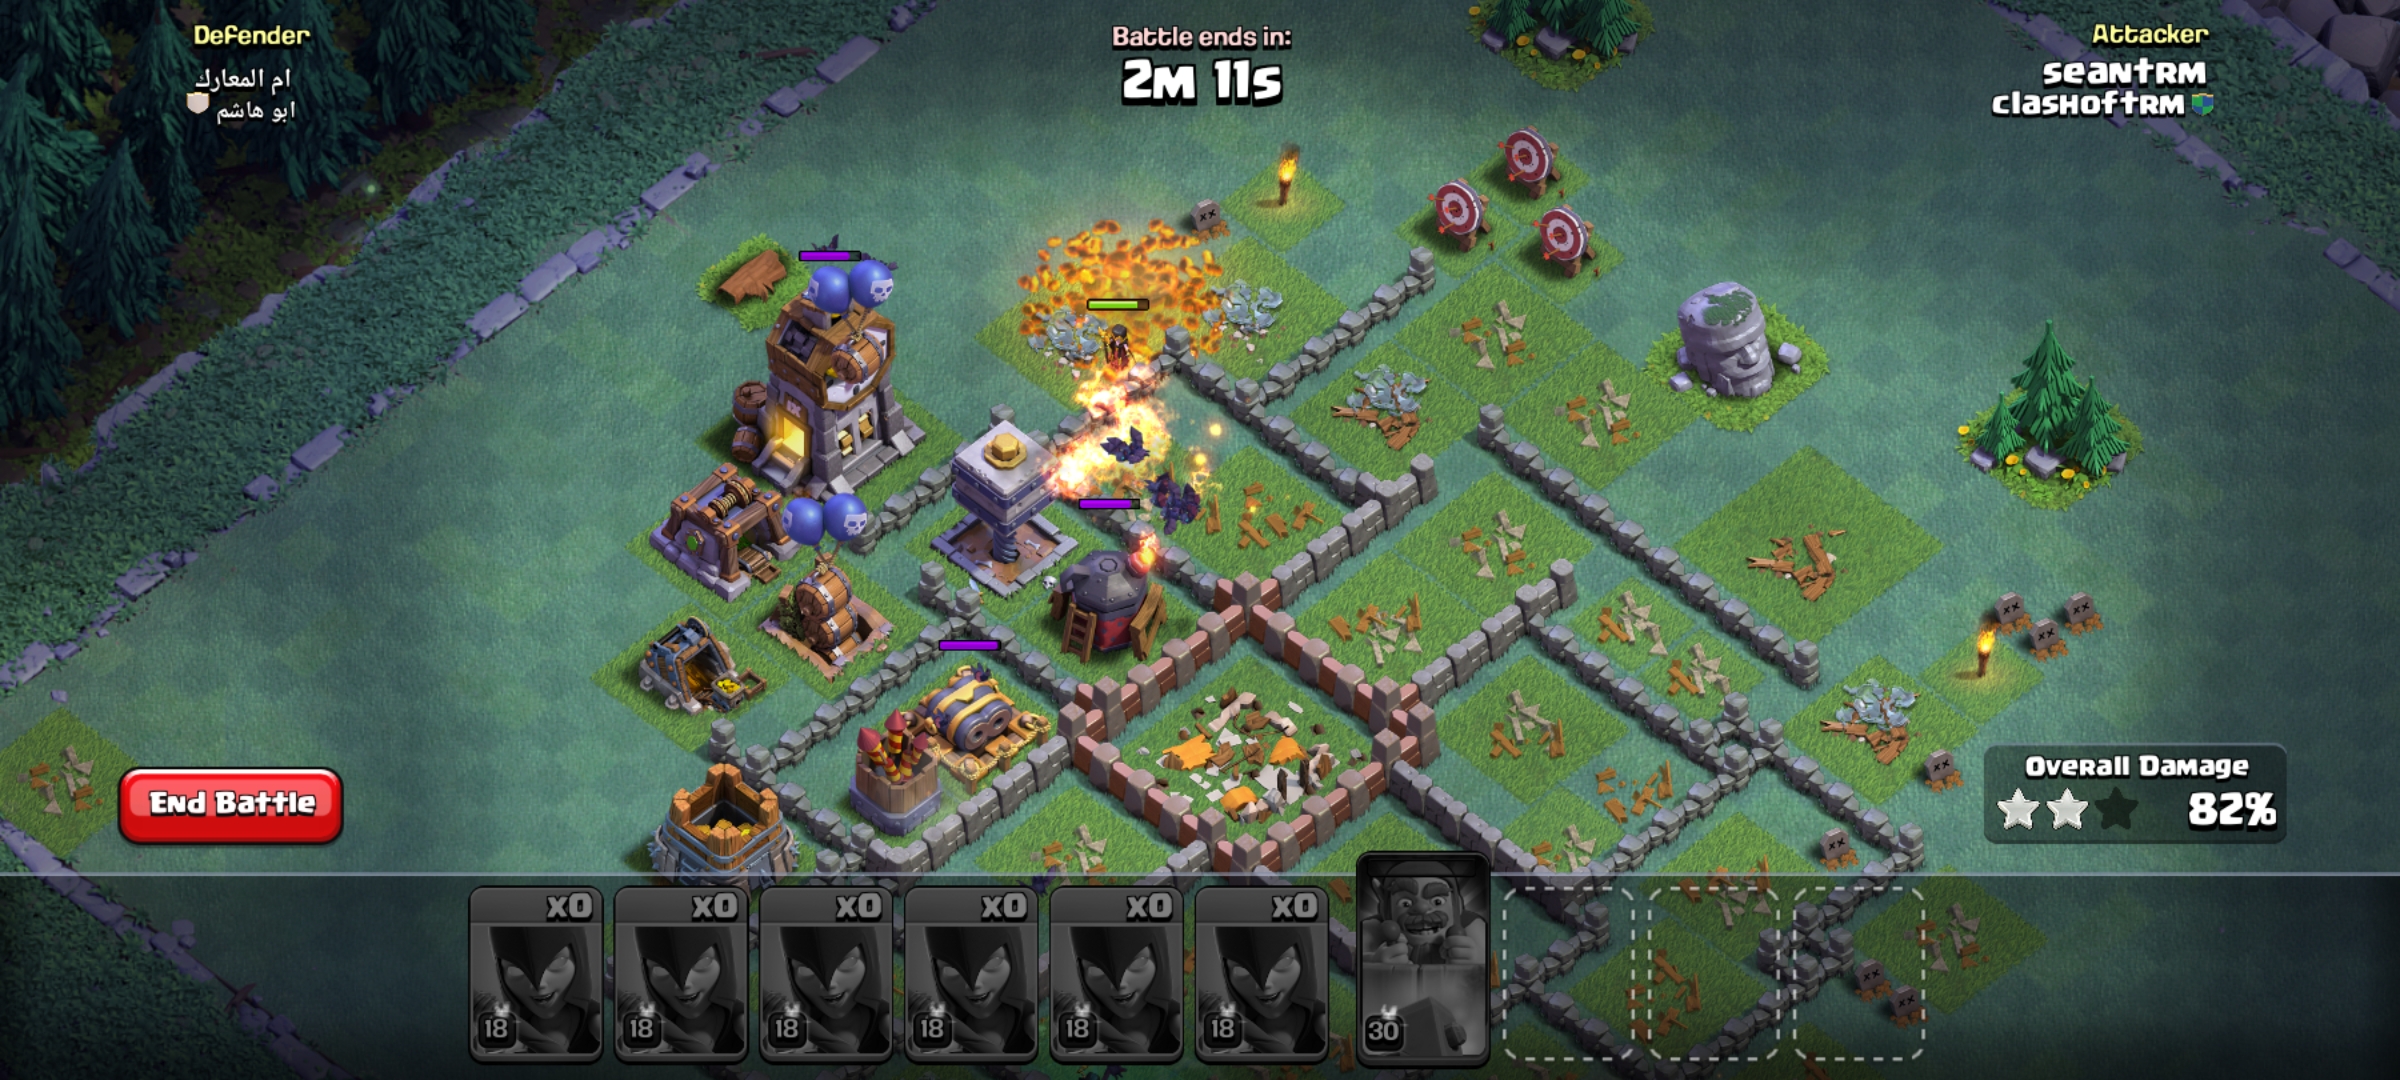 Defender
ام المعارك
ابو هاشم
Battle ends in:
2M 11s
Attacker
seantRM
clashoftRM
End Battle
Overall Damage
82%
x0 x0 x0 x0 x0 x0
18 18 18 18 18 18 30